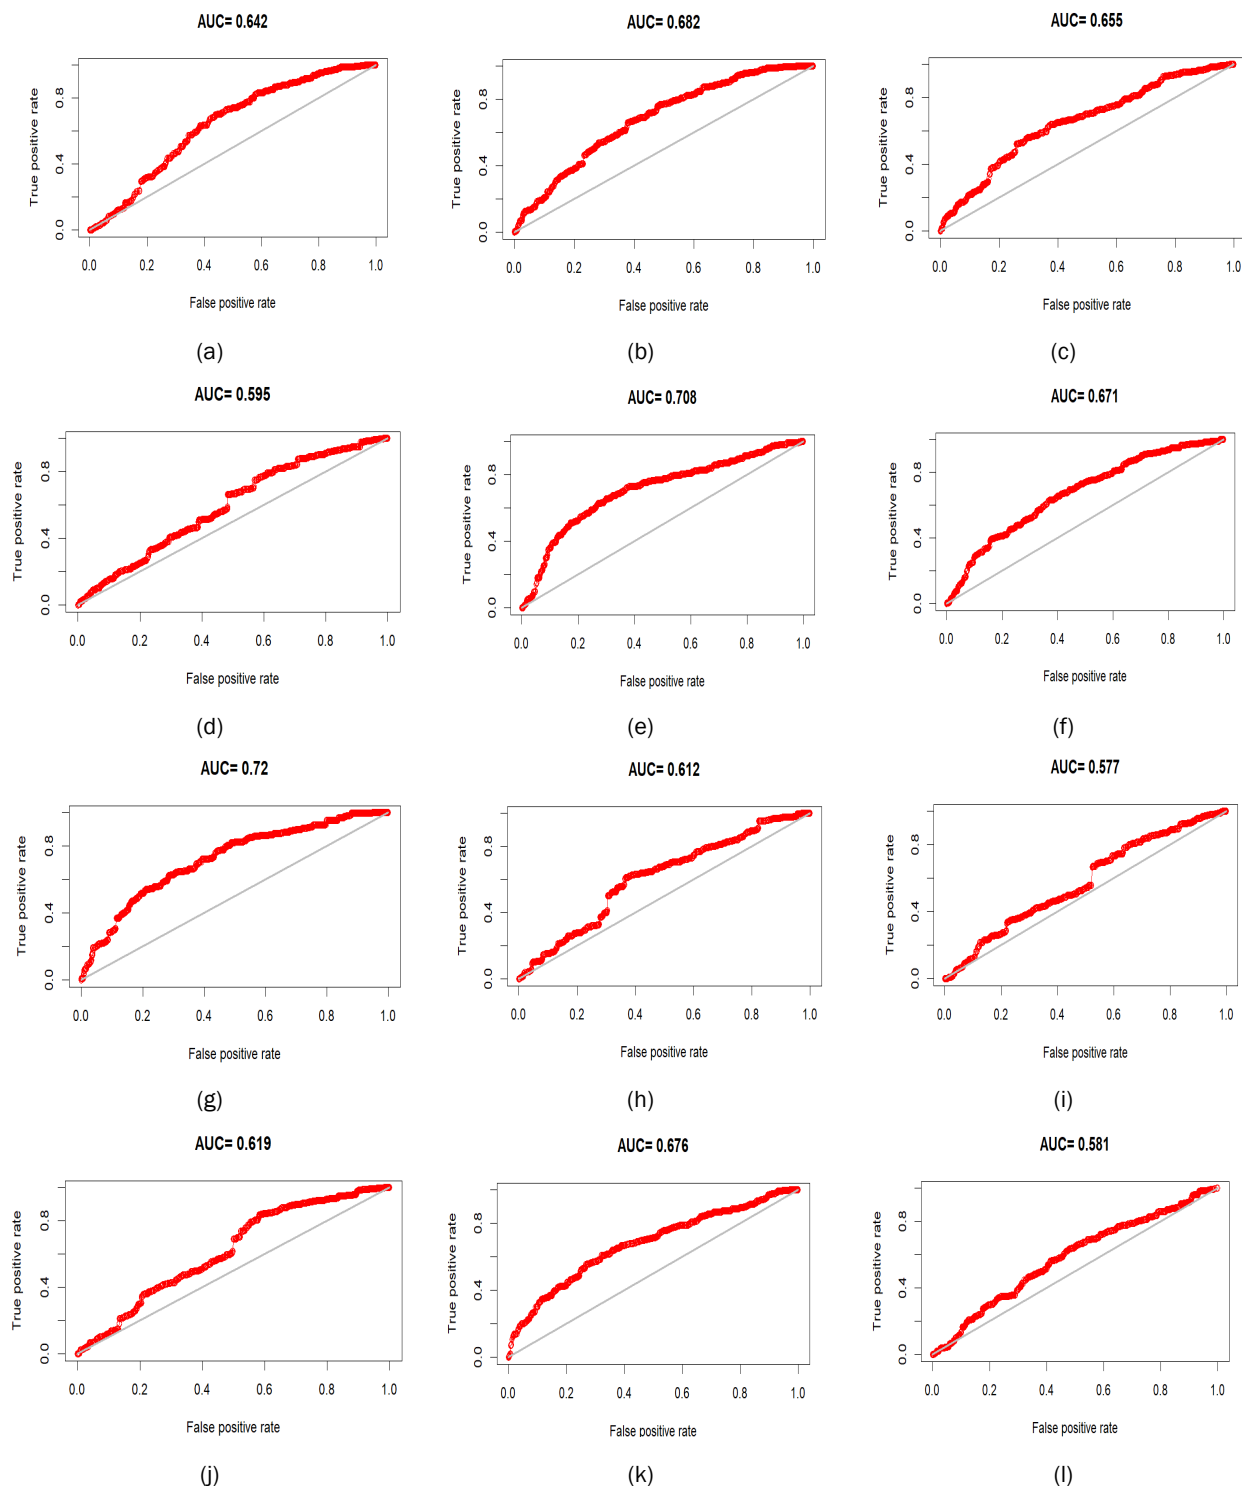 AUC= 0.642
AUC= 0.682
AUC= 0.655
True positive rate
0.0 0.4 0.8
0.0 0.2 0.4 0.6 0.8 1.0
False positive rate
True positive rate
0.0 0.4 0.8
0.0 0.2 0.4 0.6 0.8 1.0
False positive rate
True positive rate
0.0 0.4 0.8
0.0 0.2 0.4 0.6 0.8 1.0
False positive rate
(a)
(b)
(c)
AUC= 0.595
AUC= 0.708
AUC= 0.671
True positive rate
0.0 0.4 0.8
0.0 0.2 0.4 0.6 0.8 1.0
False positive rate
True positive rate
0.0 0.4 0.8
0.0 0.2 0.4 0.6 0.8 1.0
False positive rate
True positive rate
0.0 0.4 0.8
0.0 0.2 0.4 0.6 0.8 1.0
False positive rate
(d)
(e)
(f)
AUC= 0.72
AUC= 0.612
AUC= 0.577
True positive rate
0.0 0.4 0.8
0.0 0.2 0.4 0.6 0.8 1.0
False positive rate
True positive rate
0.0 0.4 0.8
0.0 0.2 0.4 0.6 0.8 1.0
False positive rate
True positive rate
0.0 0.4 0.8
0.0 0.2 0.4 0.6 0.8 1.0
False positive rate
(g)
(h)
(i)
AUC= 0.619
AUC= 0.676
AUC= 0.581
True positive rate
0.0 0.4 0.8
0.0 0.2 0.4 0.6 0.8 1.0
False positive rate
True positive rate
0.0 0.4 0.8
0.0 0.2 0.4 0.6 0.8 1.0
False positive rate
True positive rate
0.0 0.4 0.8
0.0 0.2 0.4 0.6 0.8 1.0
False positive rate
(j)
(k)
(l)